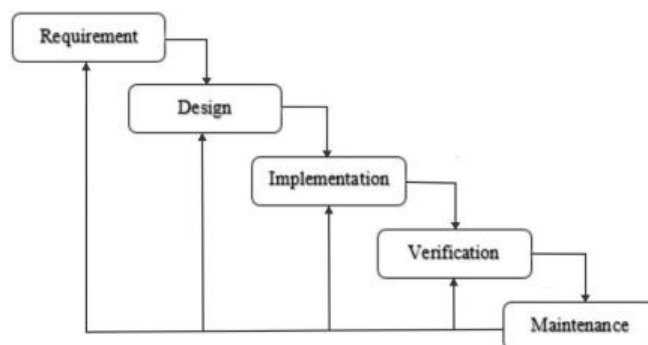 Requirement
Design
Implementation
Verification
Maintenance